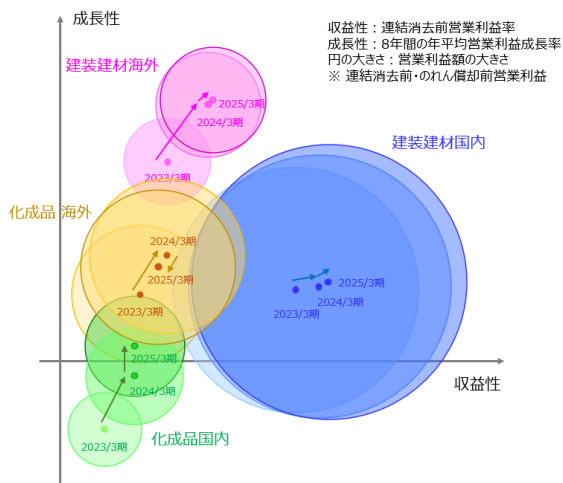 成長性
収益性：連結消去前営業利益率
成長性：8年間の年平均営業利益成長率
円の大きさ：営業利益額の大きさ
※ 連結消去前・のれん償却前営業利益
建装建材海外
2025/3期
2024/3期
2023/3期
建装建材国内
化成品 海外
2024/3期
2025/3期
2023/3期
2025/3期
2024/3期
2023/3期
2025/3期
2024/3期
2023/3期
収益性
化成品国内